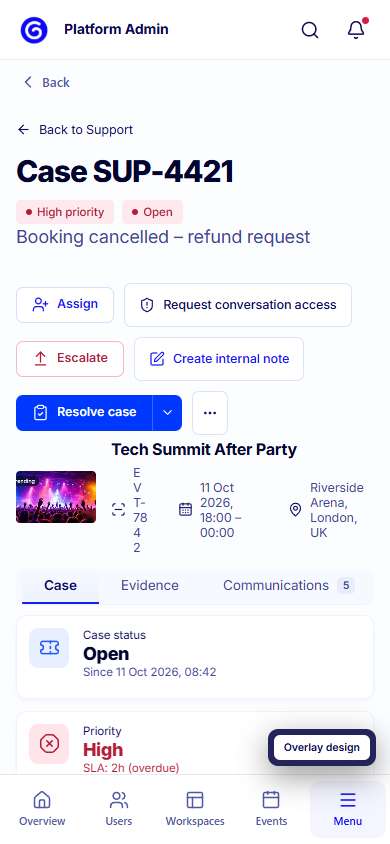 Platform Admin
Back
Back to Support
Case SUP-4421
High priority
Open
Booking cancelled – refund request
Assign
Request conversation access
Escalate
Create internal note
Resolve case
Tech Summit After Party
E
V
T-
78
4
2
11 Oct
2026,
18:00 –
00:00
Riverside
Arena,
London,
UK
Case
Evidence
Communications 5
Case status
Open
Since 11 Oct 2026, 08:42
Priority
High
SLA: 2h (overdue)
Overlay design
Overview
Users
Workspaces
Events
Menu